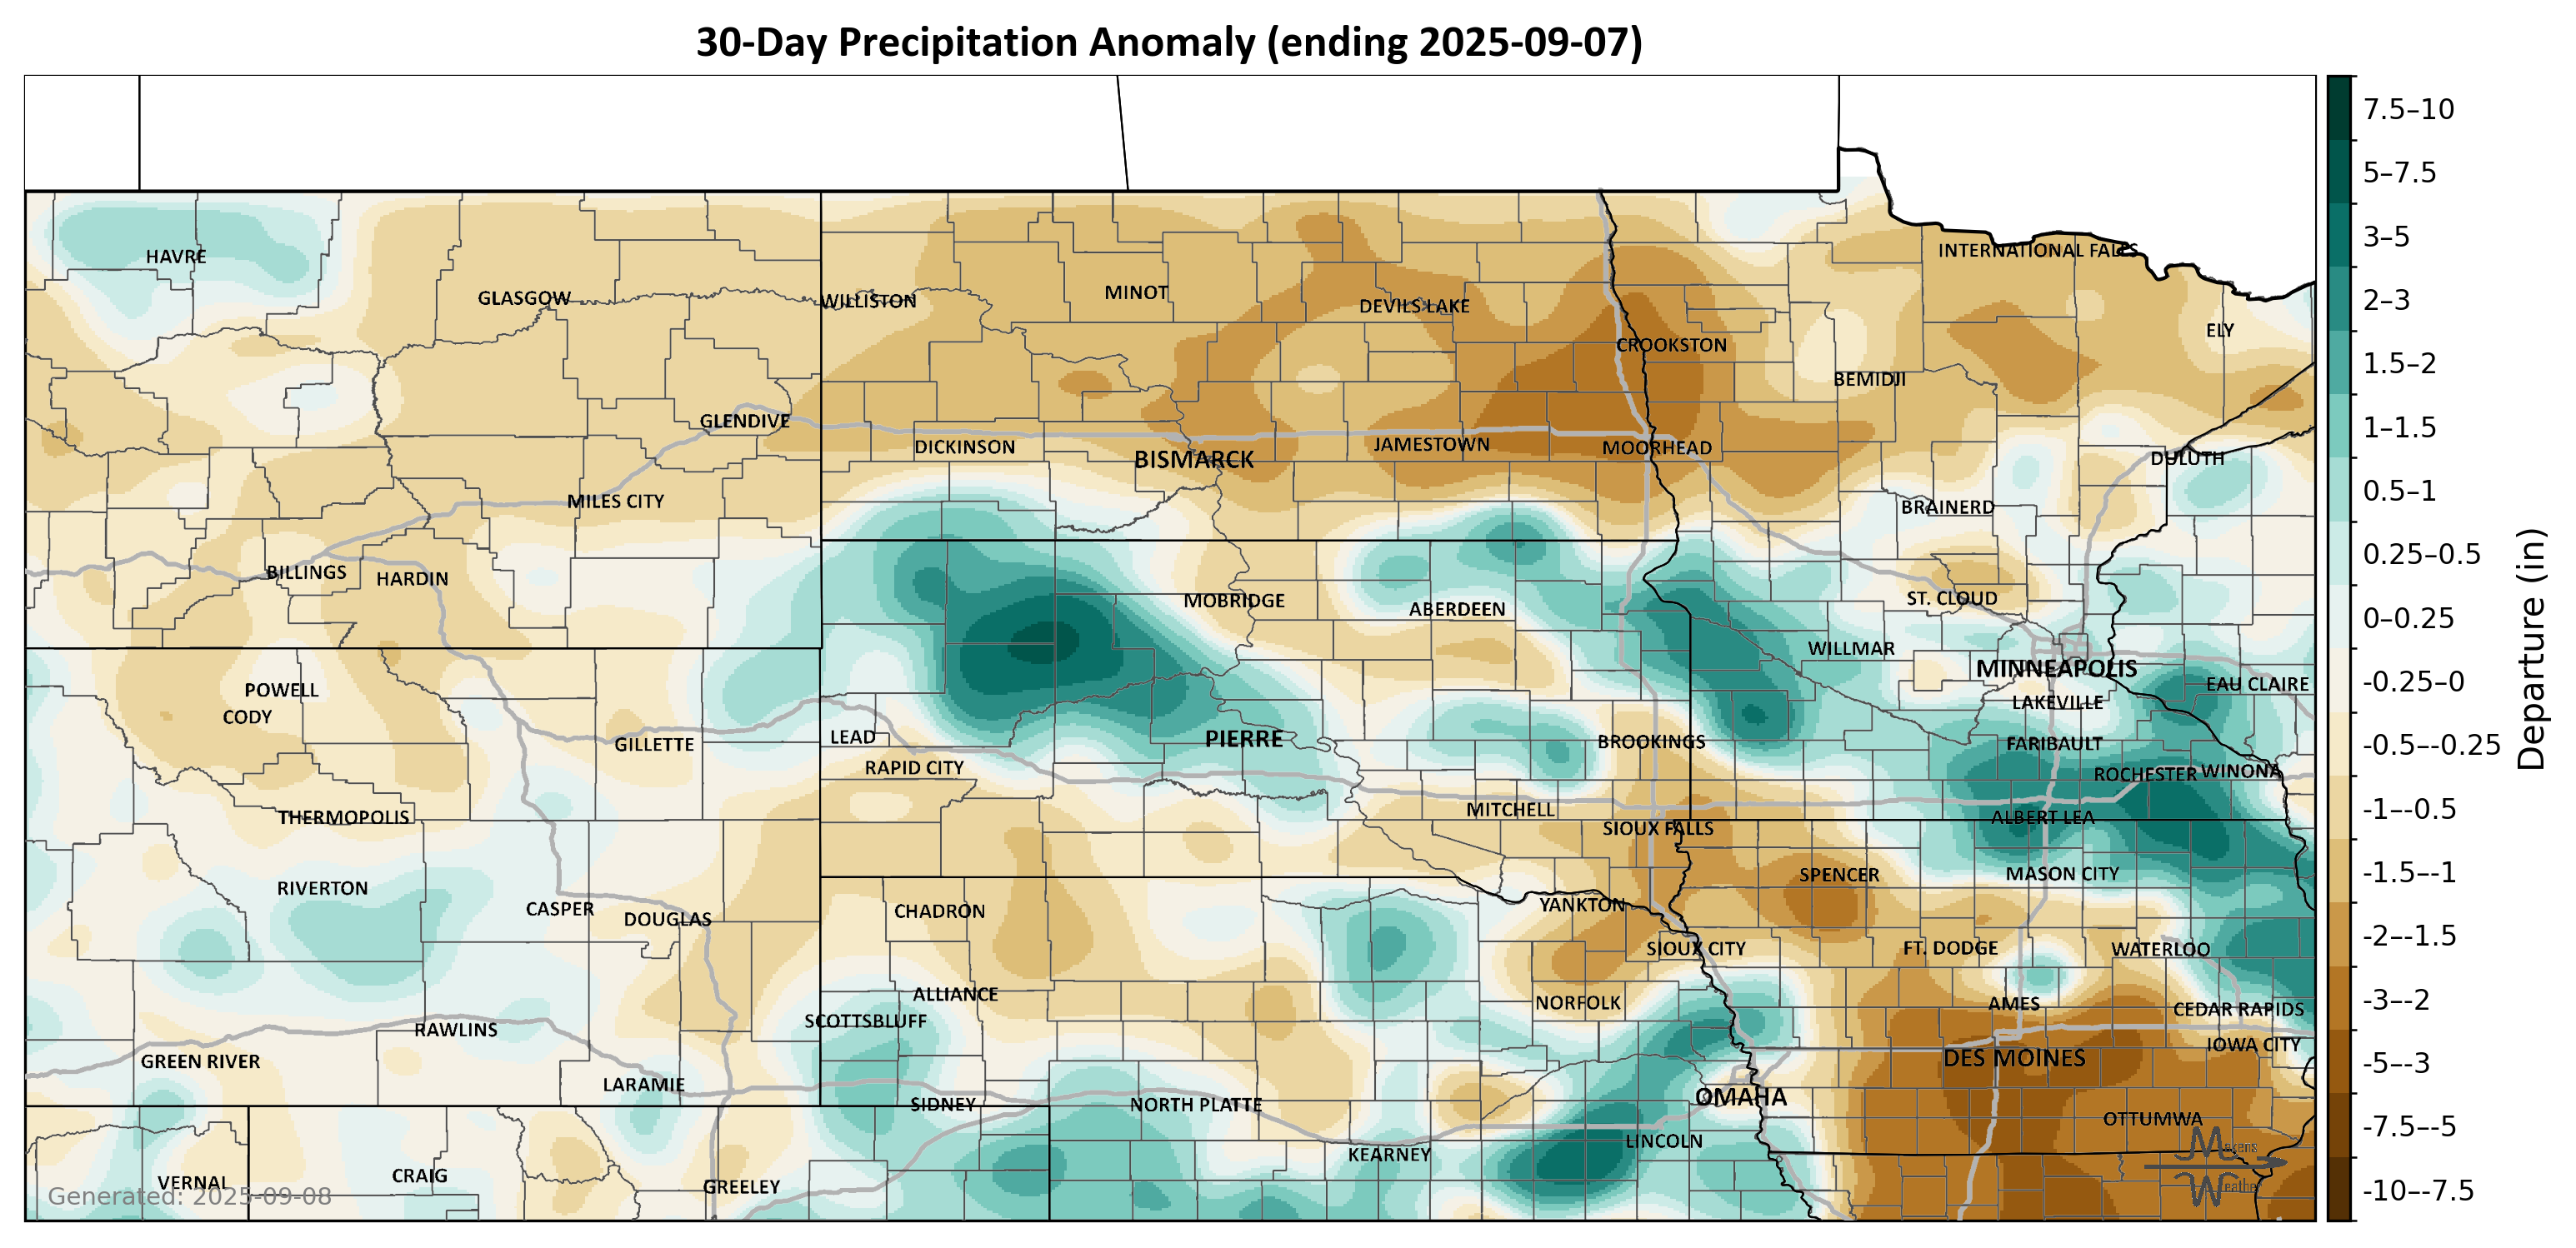 30-Day Precipitation Anomaly (ending 2025-09-07)
7.5–10
5–7.5
3–5
2–3
1.5–2
1–1.5
0.5–1
0.25–0.5
0–0.25
-0.25–0
-0.5–-0.25
-1–-0.5
-1.5–-1
-2–-1.5
-3–-2
-5–-3
-7.5–-5
-10–-7.5
Departure (in)
HAVRE
INTERNATIONAL FALLS
GLASGOW
WILLISTON
MINOT
DEVILS LAKE
ELY
CROOKSTON
BEMIDJI
GLENDIVE
DICKINSON
BISMARCK
JAMESTOWN
MOORHEAD
DULUTH
MILES CITY
BRAINERD
BILLINGS
HARDIN
MOBRIDGE
ABERDEEN
ST. CLOUD
WILLMAR
MINNEAPOLIS
POWELL
EAU CLAIRE
CODY
LAKEVILLE
GILLETTE
LEAD
PIERRE
BROOKINGS
FARIBAULT
RAPID CITY
ROCHESTER
WINONA
THERMOPOLIS
MITCHELL
SIOUX FALLS
ALBERT LEA
RIVERTON
SPENCER
MASON CITY
CASPER
DOUGLAS
CHADRON
YANKTON
SIOUX CITY
FT. DODGE
WATERLOO
ALLIANCE
NORFOLK
AMES
CEDAR RAPIDS
RAWLINS
SCOTTSBLUFF
GREEN RIVER
DES MOINES
IOWA CITY
LARAMIE
SIDNEY
NORTH PLATTE
OMAHA
OTTUMWA
LINCOLN
KEARNEY
VERNAL
CRAIG
GREELEY
Makens
Weather
Generated: 2025-09-08